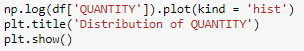 np.log(df['QUANTITY']).plot(kind = 'hist')
plt.title('Distribution of QUANTITY')
plt.show()